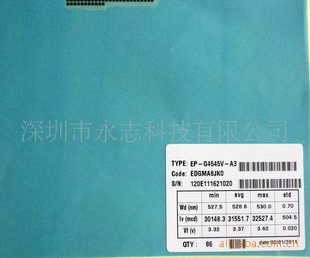 深圳市永志科技有限公司
TYPE: EP-G4545V-A3
Code: EDGMA8JK0
S/N: 120E111621020
min avg max std
Wd (nm) 527.5 528.6 530.0 0.70
Iv (mcd) 30148.3 31551.7 32527.4 504.5
Vf (v) 3.32 3.37 3.40 0.020
QTY : 86